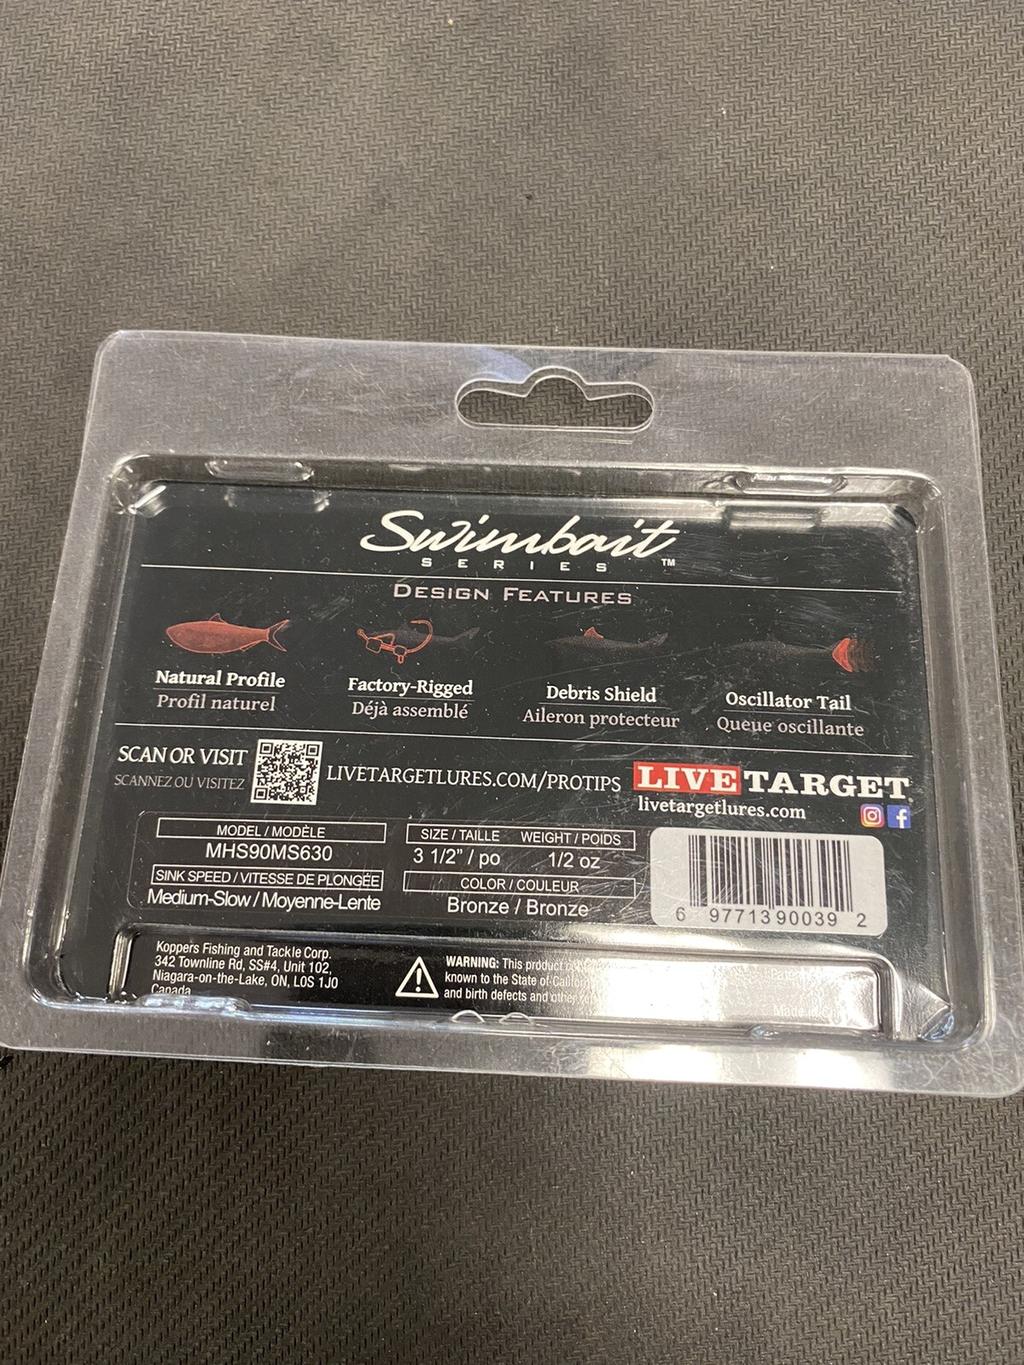 Swimbait
SERIES ™
DESIGN FEATURES
Natural Profile
Profil naturel
Factory-Rigged
Déjà assemblé
Debris Shield
Aileron protecteur
Oscillator Tail
Queue oscillante
SCAN OR VISIT
SCANNEZ OU VISITEZ
LIVETARGETLURES.COM/PROTIPS
LIVETARGET
livetargetlures.com
MODEL / MODÈLE
MHS90MS630
SINK SPEED / VITESSE DE PLONGÉE
Medium-Slow / Moyenne-Lente
SIZE / TAILLE WEIGHT / POIDS
3 1/2" / po 1/2 oz
COLOR / COULEUR
Bronze / Bronze
6 97713 90039 2
Koppers Fishing and Tackle Corp.
342 Townline Rd, SS#4, Unit 102,
Niagara-on-the-Lake, ON, L0S 1J0
Canada
WARNING: This product
known to the State of
and birth defects and other
Made in